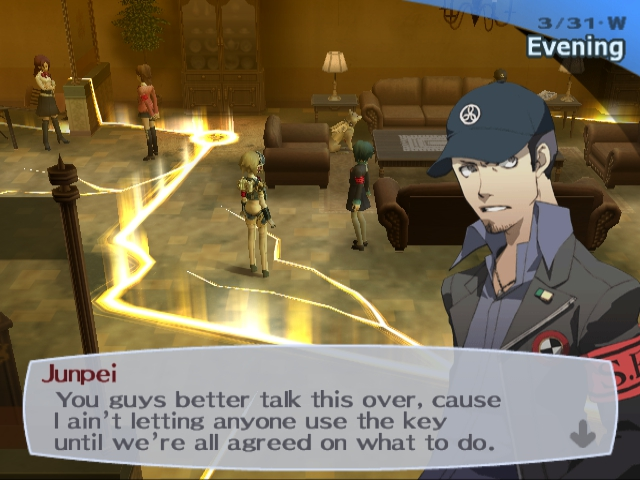 3/31·W
Evening
Junpei
You guys better talk this over, cause
I ain't letting anyone use the key
until we're all agreed on what to do.
S.